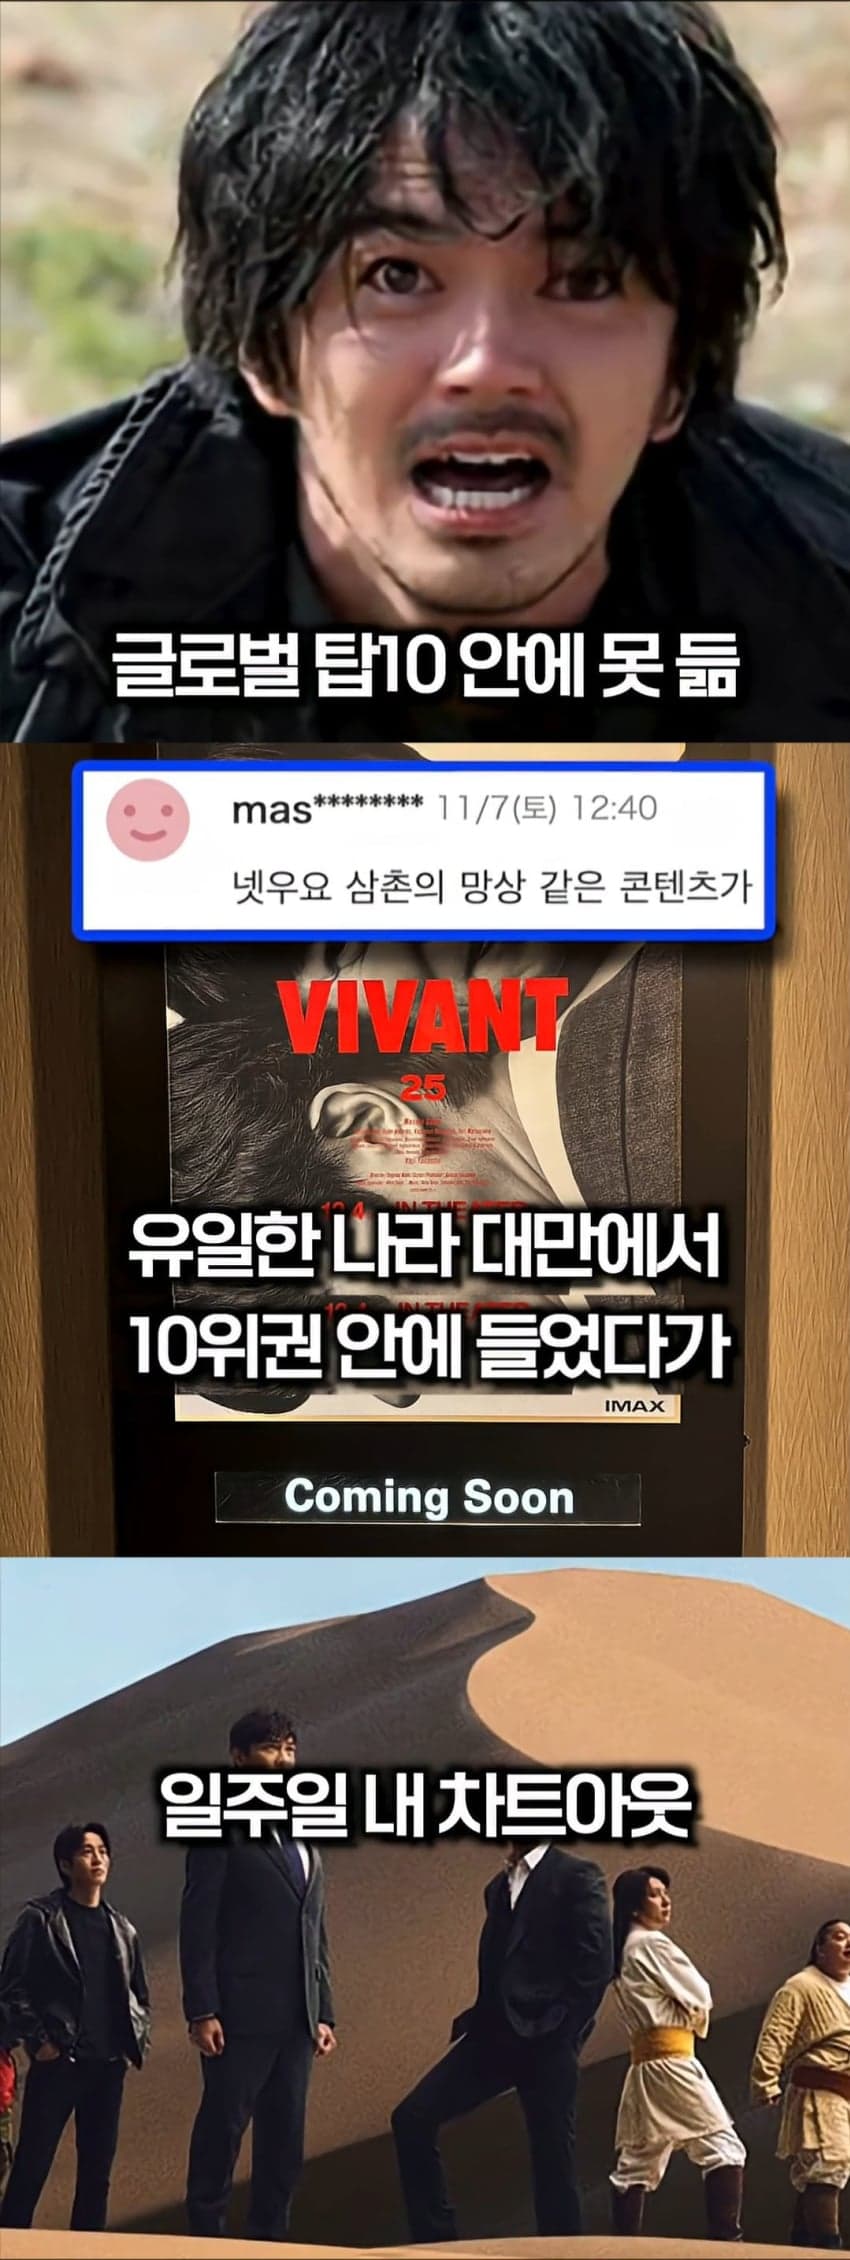 글로벌 탑10 안에 못 듦
mas******** 11/7(토) 12:40
넷우요 삼촌의 망상 같은 콘텐츠가
VIVANT
25
유일한 나라 대만에서
10위권 안에 들었다가
IMAX
Coming Soon
일주일 내 차트아웃